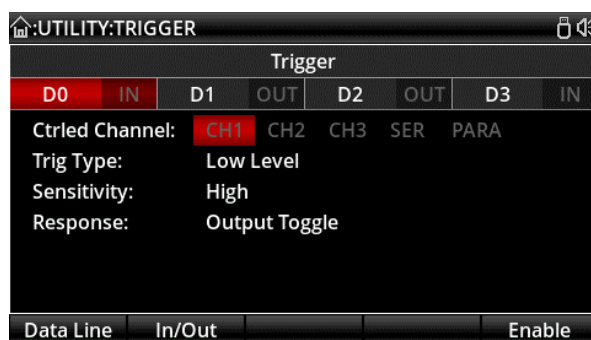 :UTILITY:TRIGGER
Trigger
D0 IN D1 OUT D2 OUT D3 IN
Ctrled Channel: CH1 CH2 CH3 SER PARA
Trig Type: Low Level
Sensitivity: High
Response: Output Toggle
Data Line In/Out Enable